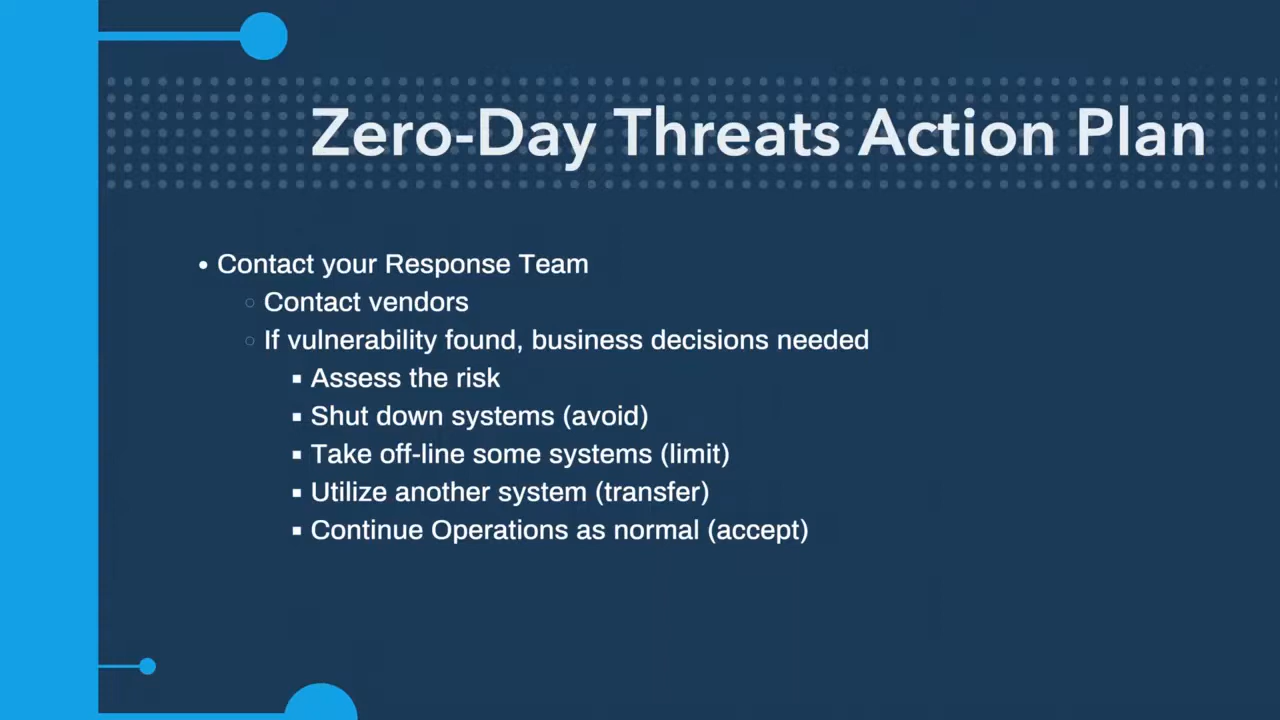 Zero-Day Threats Action Plan
• Contact your Response Team
○ Contact vendors
○ If vulnerability found, business decisions needed
▪ Assess the risk
▪ Shut down systems (avoid)
▪ Take off-line some systems (limit)
▪ Utilize another system (transfer)
▪ Continue Operations as normal (accept)